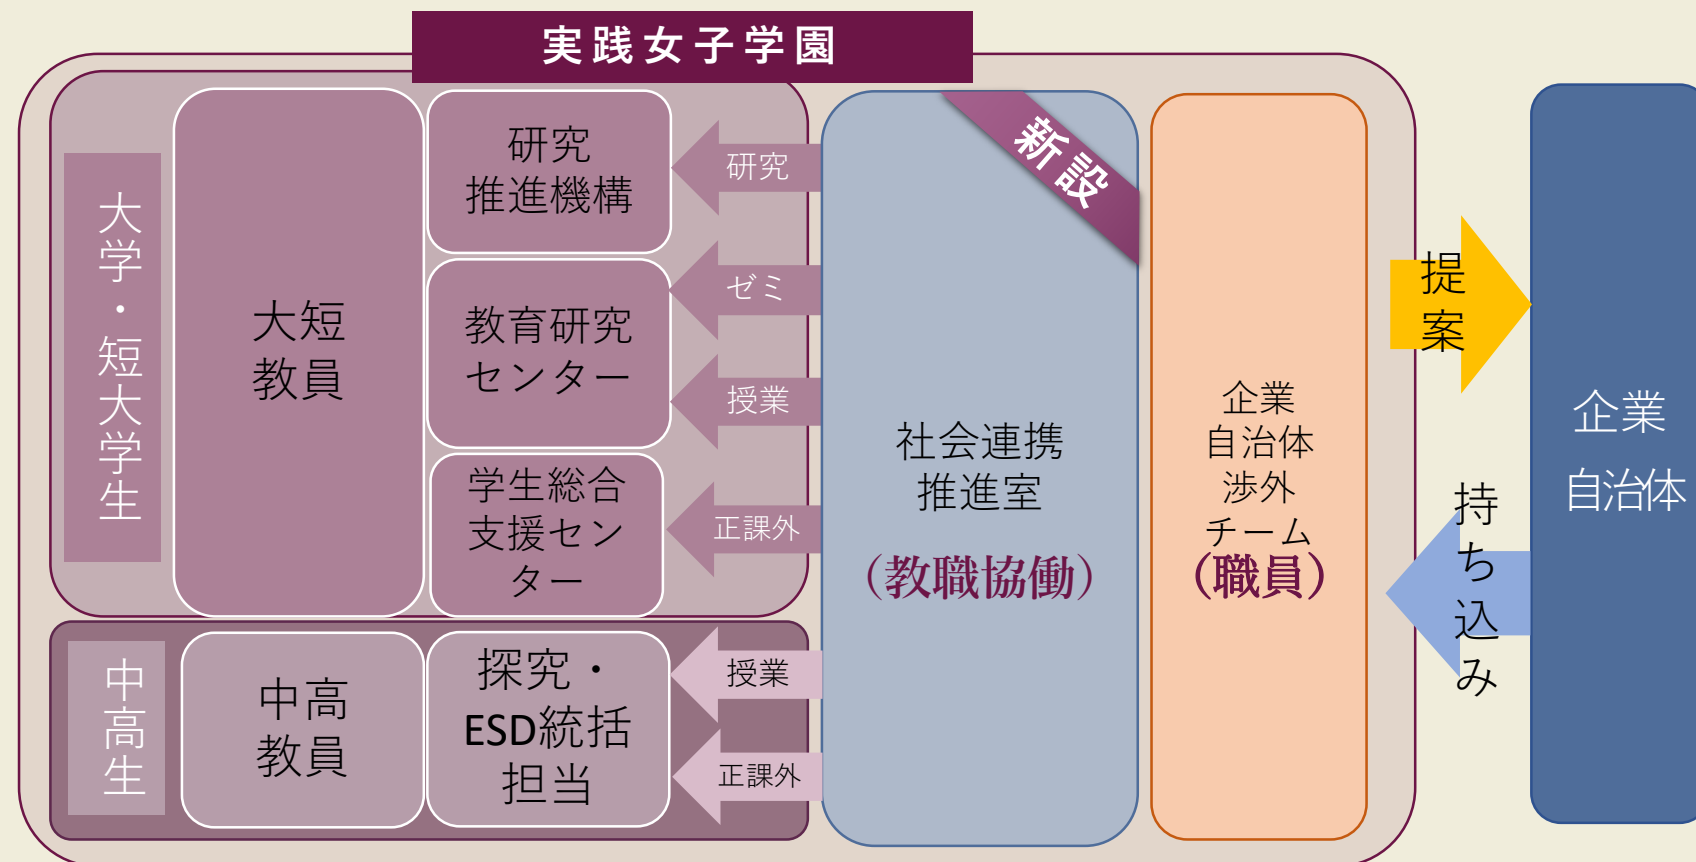 実践女子学園
大学・短大学生
大短
教員
研究
推進機構
教育研究
センター
学生総合
支援セン
ター
研究
ゼミ
授業
正課外
中高生
中高
教員
探究・
ESD統括
担当
授業
正課外
新設
社会連携
推進室
（教職協働）
企業
自治体
渉外
チーム
（職員）
提案
持ち込み
企業
自治体